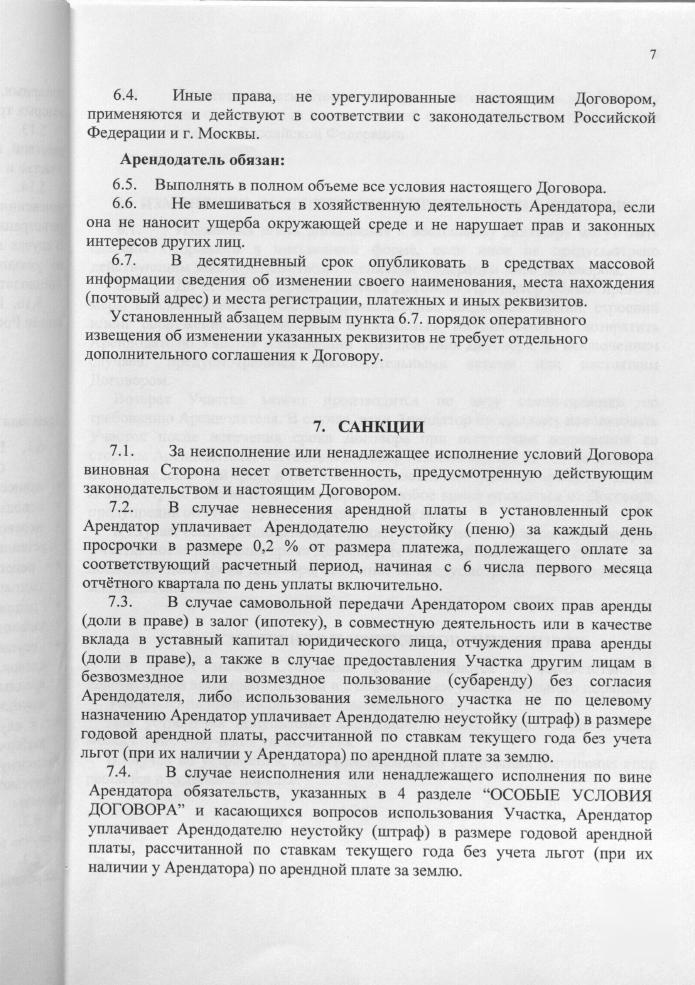 7
6.4. Иные права, не урегулированные настоящим Договором,
применяются и действуют в соответствии с законодательством Российской
Федерации и г. Москвы.
Арендодатель обязан:
6.5. Выполнять в полном объеме все условия настоящего Договора.
6.6. Не вмешиваться в хозяйственную деятельность Арендатора, если
она не наносит ущерба окружающей среде и не нарушает прав и законных
интересов других лиц.
6.7. В десятидневный срок опубликовать в средствах массовой
информации сведения об изменении своего наименования, места нахождения
(почтовый адрес) и места регистрации, платежных и иных реквизитов.
Установленный абзацем первым пункта 6.7. порядок оперативного
извещения об изменении указанных реквизитов не требует отдельного
дополнительного соглашения к Договору.
7. САНКЦИИ
7.1. За неисполнение или ненадлежащее исполнение условий Договора
виновная Сторона несет ответственность, предусмотренную действующим
законодательством и настоящим Договором.
7.2. В случае невнесения арендной платы в установленный срок
Арендатор уплачивает Арендодателю неустойку (пеню) за каждый день
просрочки в размере 0,2 % от размера платежа, подлежащего оплате за
соответствующий расчетный период, начиная с 6 числа первого месяца
отчётного квартала по день уплаты включительно.
7.3. В случае самовольной передачи Арендатором своих прав аренды
(доли в праве) в залог (ипотеку), в совместную деятельность или в качестве
вклада в уставный капитал юридического лица, отчуждения права аренды
(доли в праве), а также в случае предоставления Участка другим лицам в
безвозмездное или возмездное пользование (субаренду) без согласия
Арендодателя, либо использования земельного участка не по целевому
назначению Арендатор уплачивает Арендодателю неустойку (штраф) в размере
годовой арендной платы, рассчитанной по ставкам текущего года без учета
льгот (при их наличии у Арендатора) по арендной плате за землю.
7.4. В случае неисполнения или ненадлежащего исполнения по вине
Арендатора обязательств, указанных в 4 разделе “ОСОБЫЕ УСЛОВИЯ
ДОГОВОРА” и касающихся вопросов использования Участка, Арендатор
уплачивает Арендодателю неустойку (штраф) в размере годовой арендной
платы, рассчитанной по ставкам текущего года без учета льгот (при их
наличии у Арендатора) по арендной плате за землю.